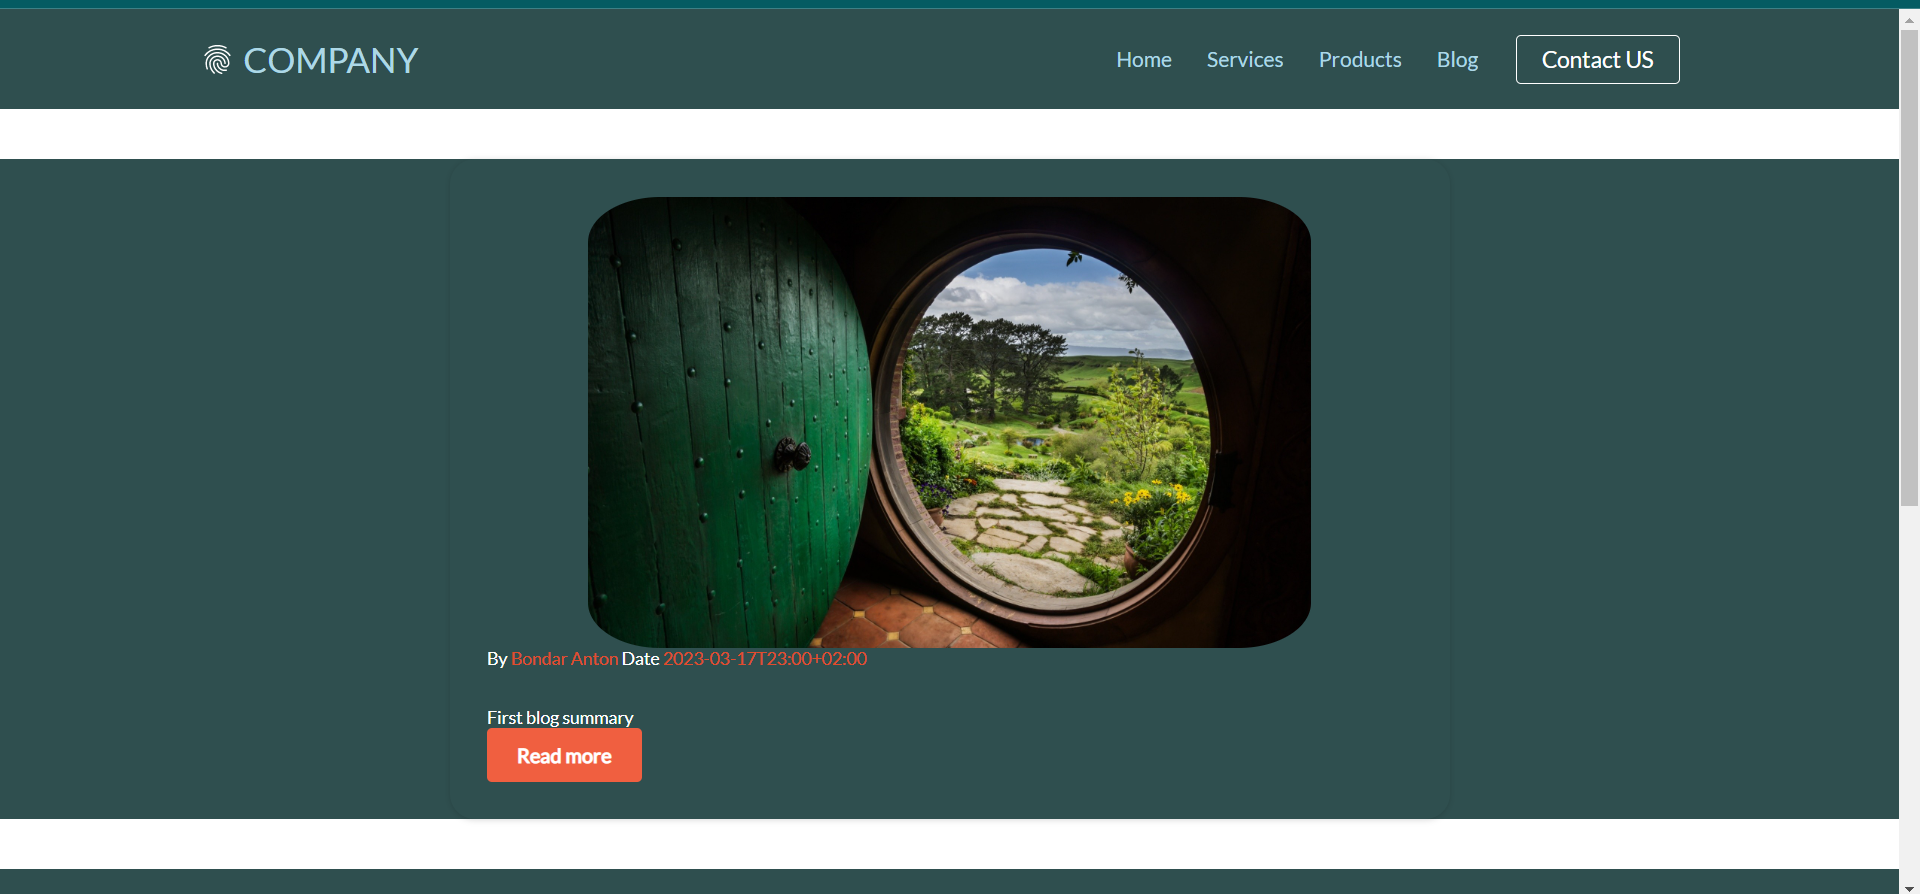 COMPANY
Home Services Products Blog Contact US
By Bondar Anton Date 2023-03-17T23:00+02:00
First blog summary
Read more